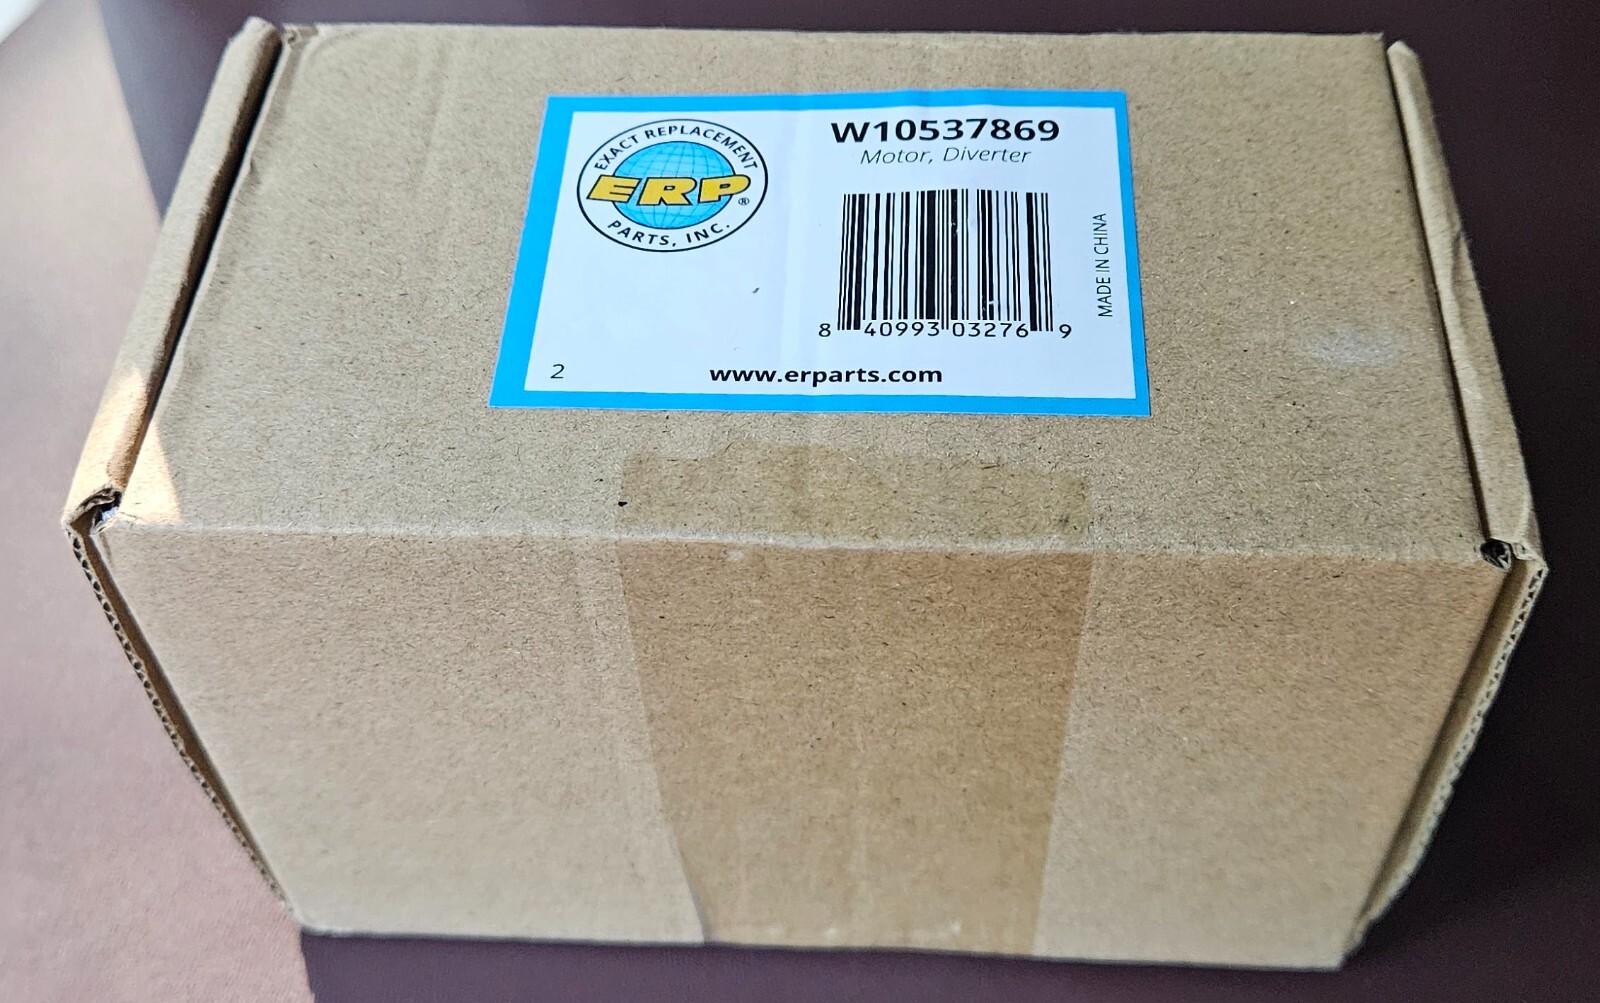 EXACT REPLACEMENT
ERP®
PARTS, INC.
W10537869
Motor, Diverter
8 40993 03276 9
MADE IN CHINA
2
www.erparts.com